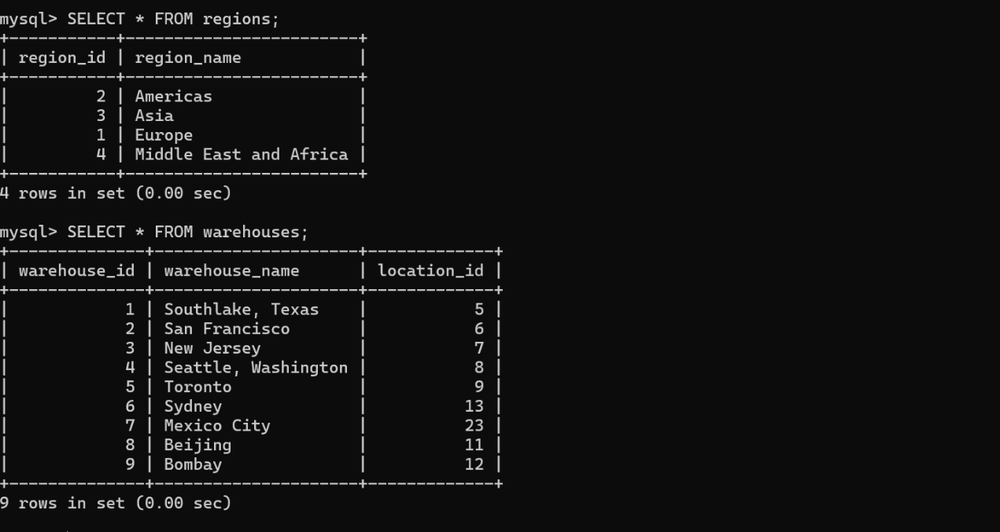 mysql> SELECT * FROM regions;
+-----------+------------------------+
| region_id | region_name            |
+-----------+------------------------+
|         2 | Americas               |
|         3 | Asia                   |
|         1 | Europe                 |
|         4 | Middle East and Africa |
+-----------+------------------------+
4 rows in set (0.00 sec)
mysql> SELECT * FROM warehouses;
+--------------+---------------------+-------------+
| warehouse_id | warehouse_name      | location_id |
+--------------+---------------------+-------------+
|            1 | Southlake, Texas    |           5 |
|            2 | San Francisco       |           6 |
|            3 | New Jersey          |           7 |
|            4 | Seattle, Washington |           8 |
|            5 | Toronto             |           9 |
|            6 | Sydney              |          13 |
|            7 | Mexico City         |          23 |
|            8 | Beijing             |          11 |
|            9 | Bombay              |          12 |
+--------------+---------------------+-------------+
9 rows in set (0.00 sec)